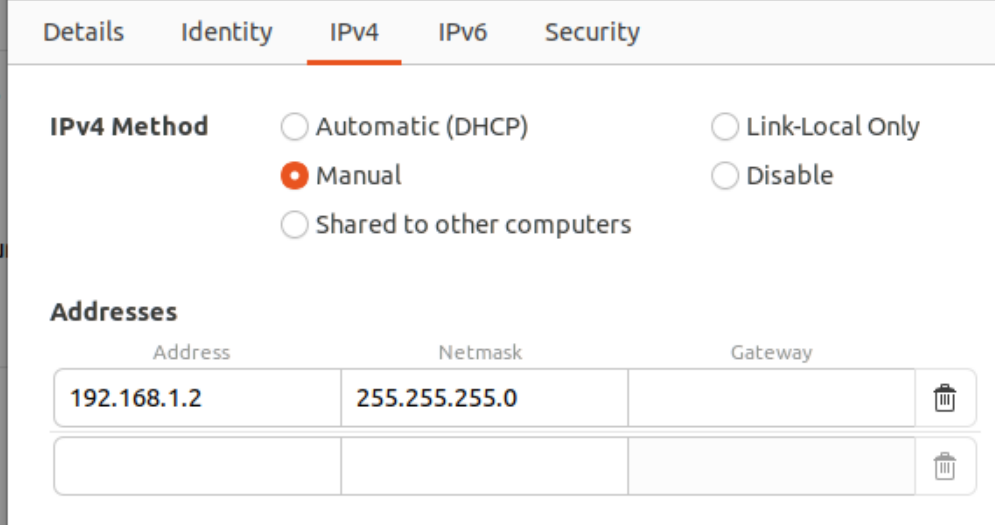 Details Identity IPv4 IPv6 Security
IPv4 Method Automatic (DHCP) Link-Local Only
Manual Disable
Shared to other computers
Addresses
Address Netmask Gateway
192.168.1.2 255.255.255.0